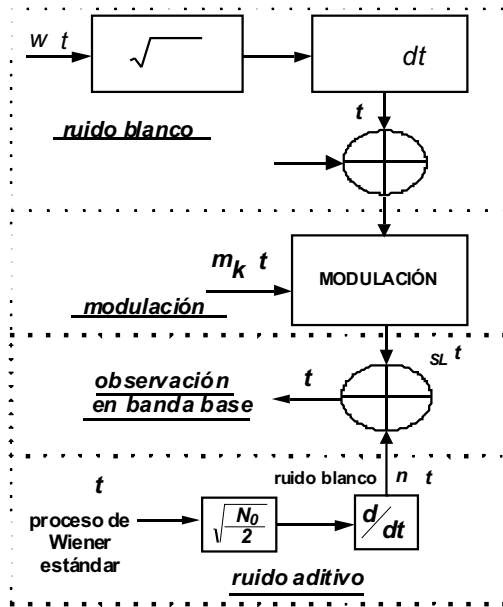 w t
√
dt
t
ruido blanco
m_k t
MODULACIÓN
modulación
SL t
observación
en banda base
t
ruido blanco n t
t
proceso de
Wiener
estándar
√N_0/2
d/dt
ruido aditivo